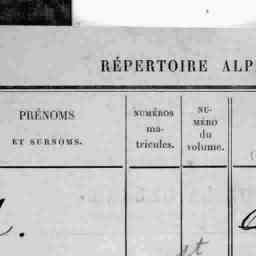 RÉPERTOIRE ALP
PRÉNOMS
ET SURNOMS.
NUMÉROS
ma-
tricules.
NU-
MÉRO
du
volume.